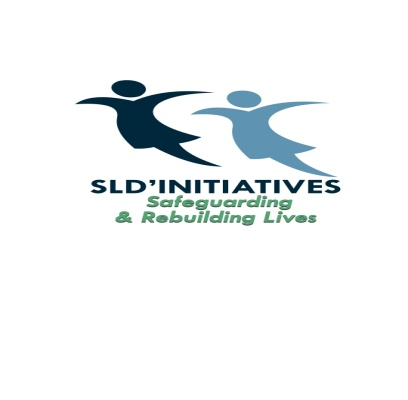 SLD'INITIATIVES
Safeguarding
& Rebuilding Lives